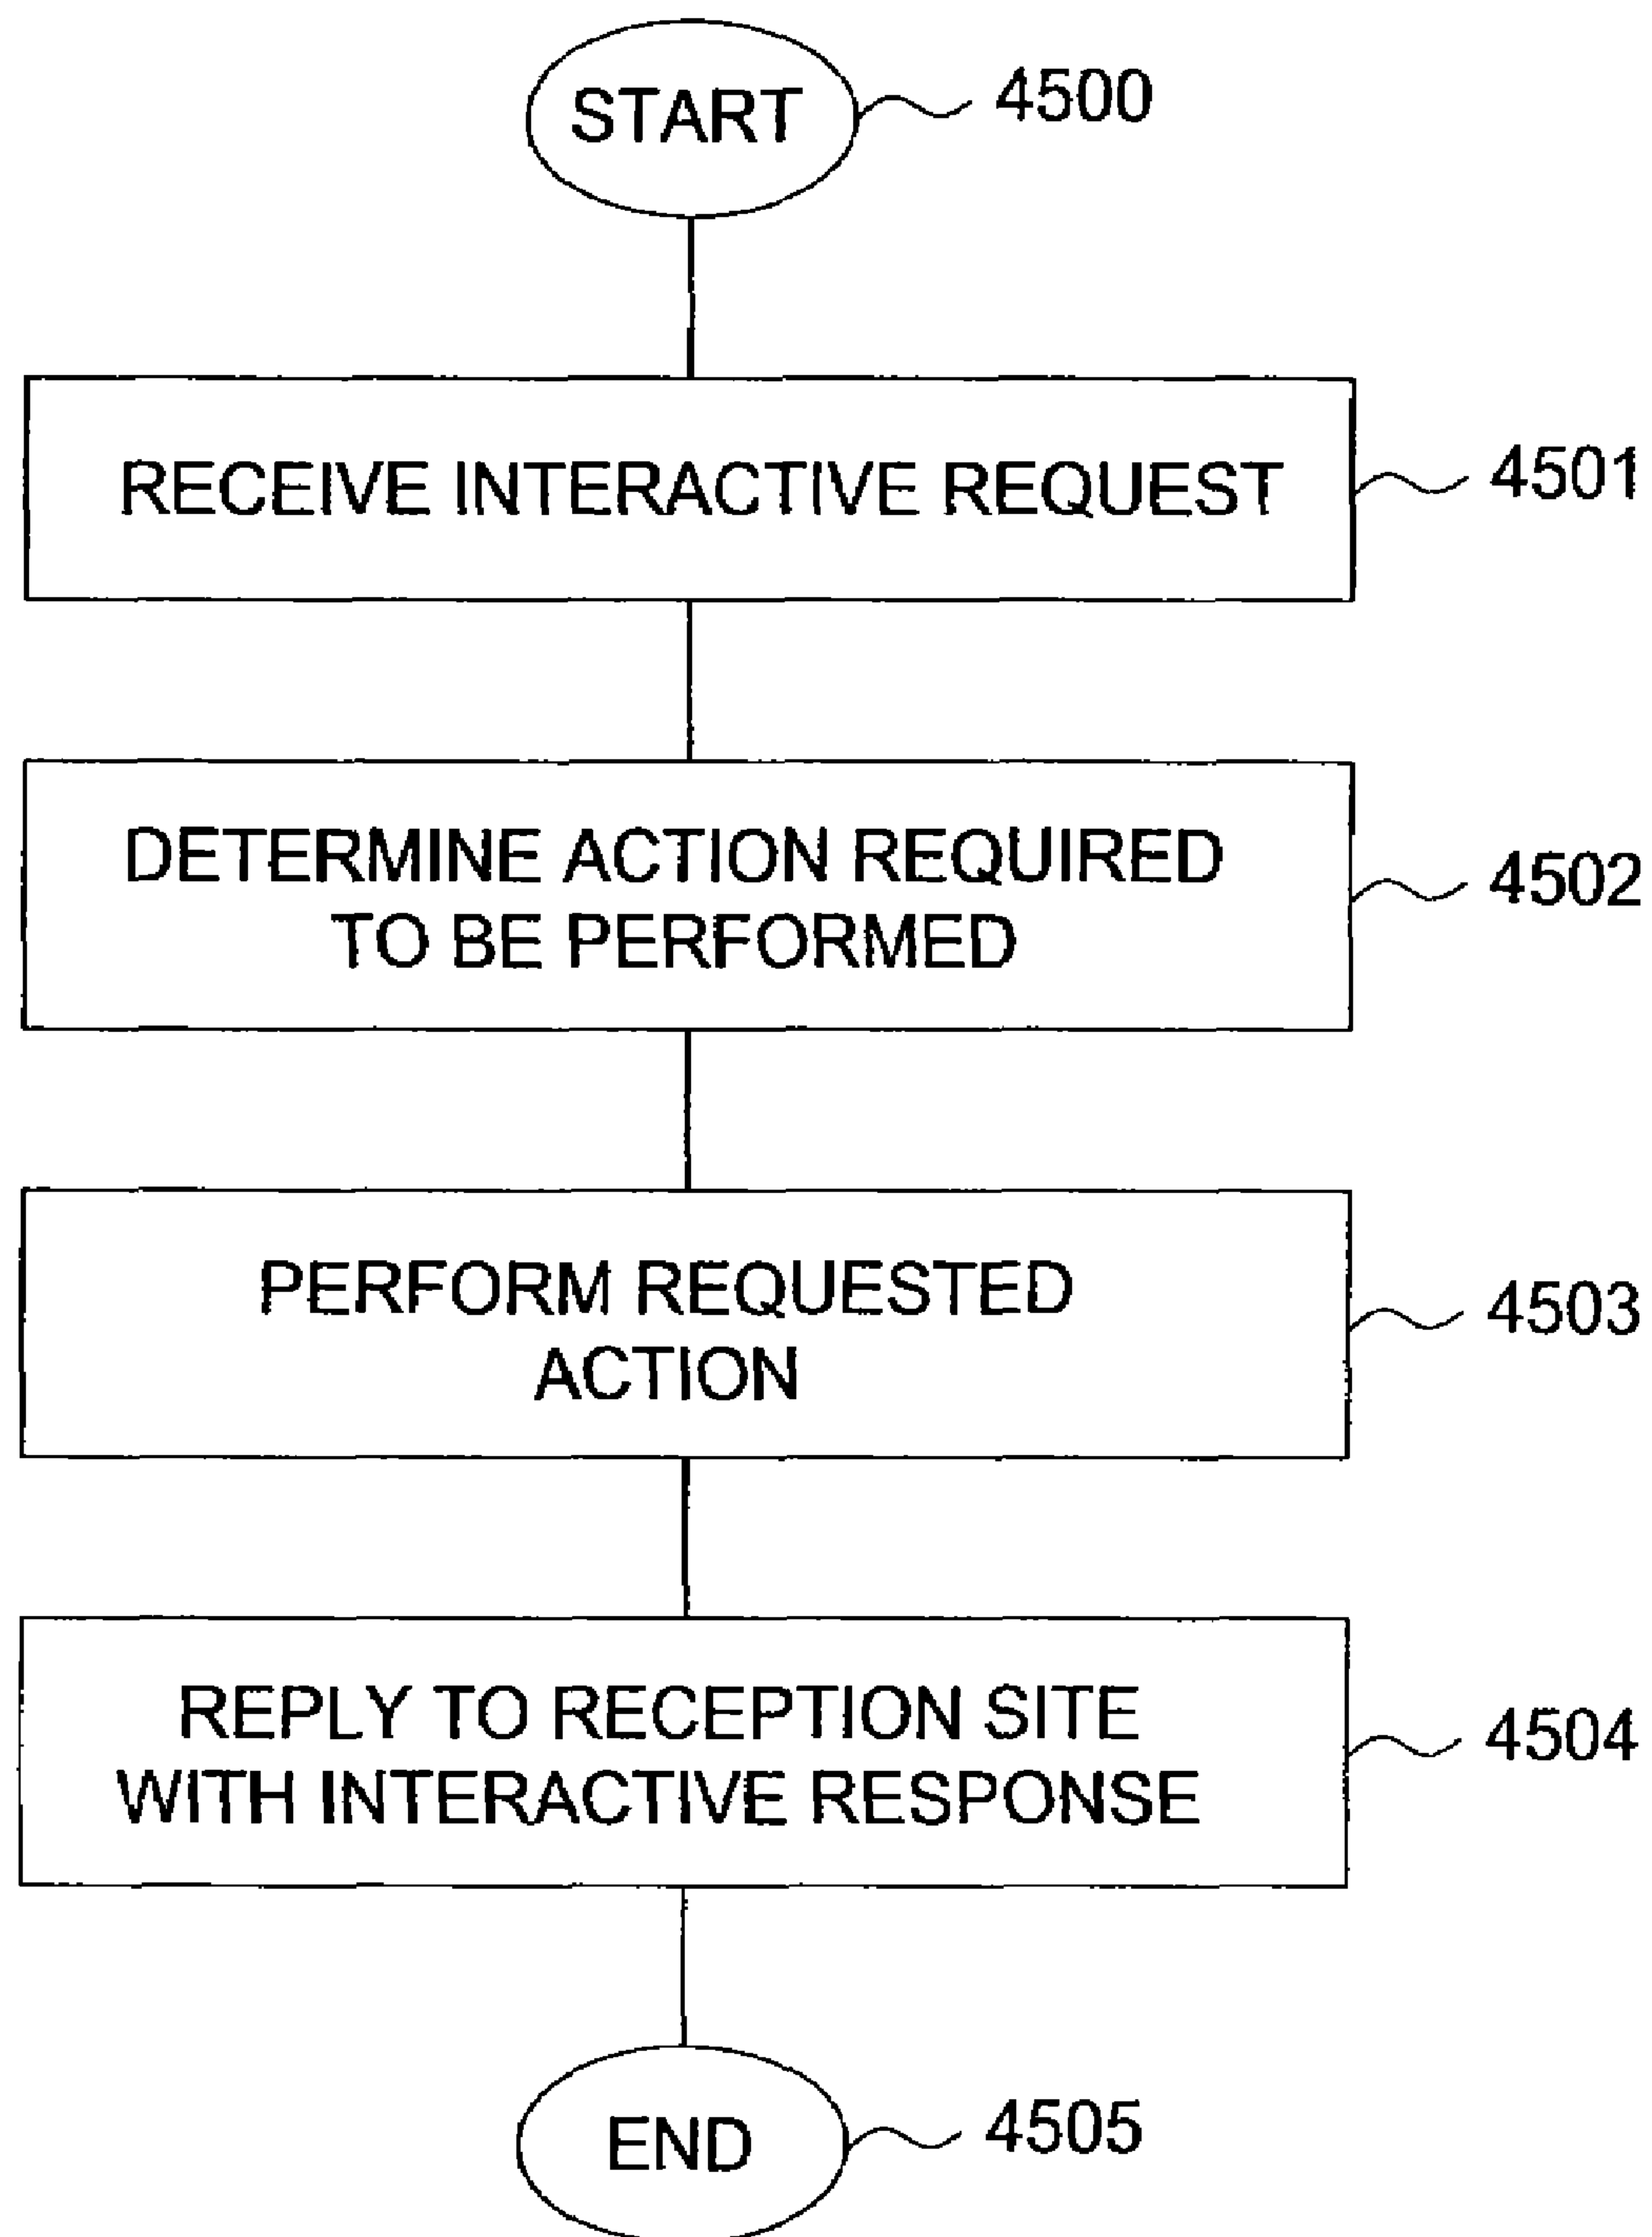 START
4500
RECEIVE INTERACTIVE REQUEST
4501
DETERMINE ACTION REQUIRED
TO BE PERFORMED
4502
PERFORM REQUESTED
ACTION
4503
REPLY TO RECEPTION SITE
WITH INTERACTIVE RESPONSE
4504
END
4505